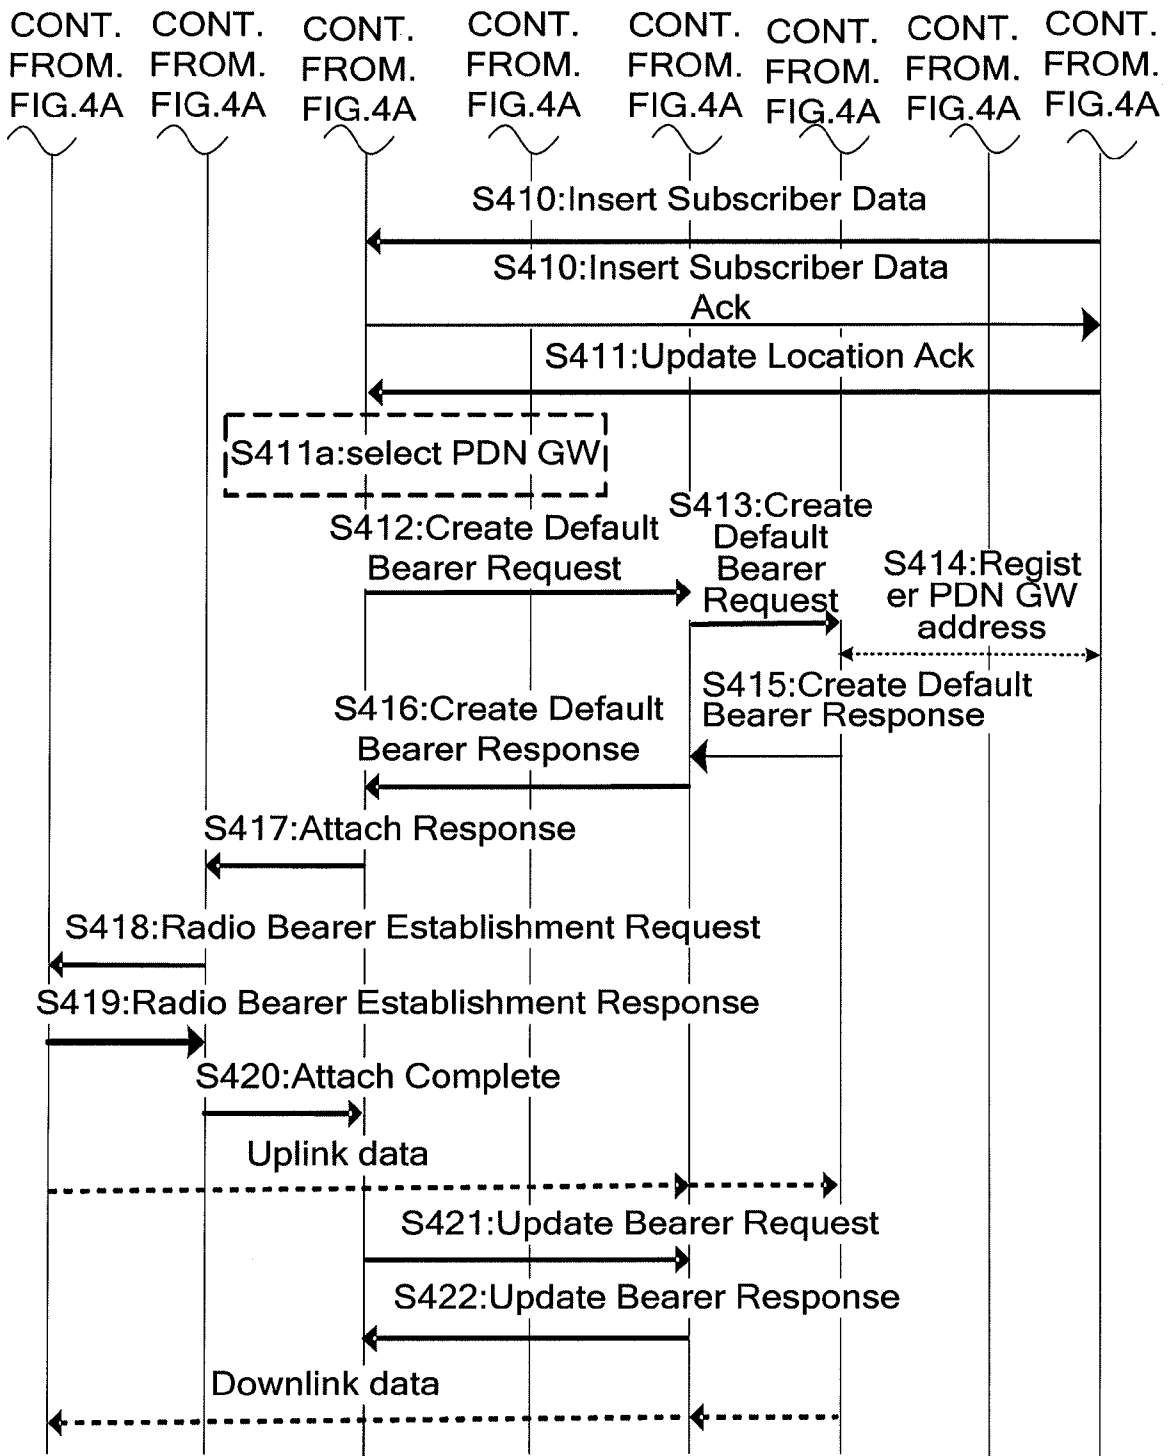 CONT. CONT. CONT. CONT. CONT. CONT. CONT. CONT.
FROM. FROM. FROM. FROM. FROM. FROM. FROM. FROM.
FIG.4A FIG.4A FIG.4A FIG.4A FIG.4A FIG.4A FIG.4A FIG.4A
S410:Insert Subscriber Data
S410:Insert Subscriber Data
Ack
S411:Update Location Ack
S411a:select PDN GW
S412:Create Default
Bearer Request
S413:Create
Default
Bearer
Request
S414:Regist
er PDN GW
address
S415:Create Default
Bearer Response
S416:Create Default
Bearer Response
S417:Attach Response
S418:Radio Bearer Establishment Request
S419:Radio Bearer Establishment Response
S420:Attach Complete
Uplink data
S421:Update Bearer Request
S422:Update Bearer Response
Downlink data